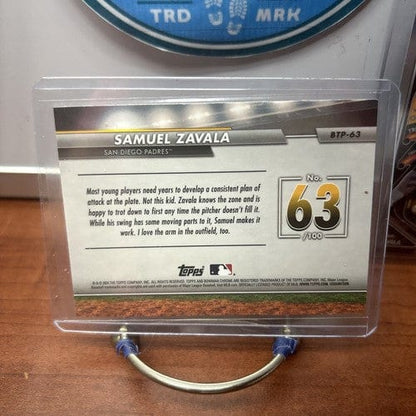 TRD MRK
SAMUEL ZAVALA
BTP-63
SAN DIEGO PADRES™
Most young players need years to develop a consistent plan of
attack at the plate. Not this kid. Zavala knows the zone and is
happy to trot down to first any time the pitcher doesn't fill it.
While his swing has some moving parts to it, Samuel makes it
work. I love the arm in the outfield, too.
No.
63
/100
Topps